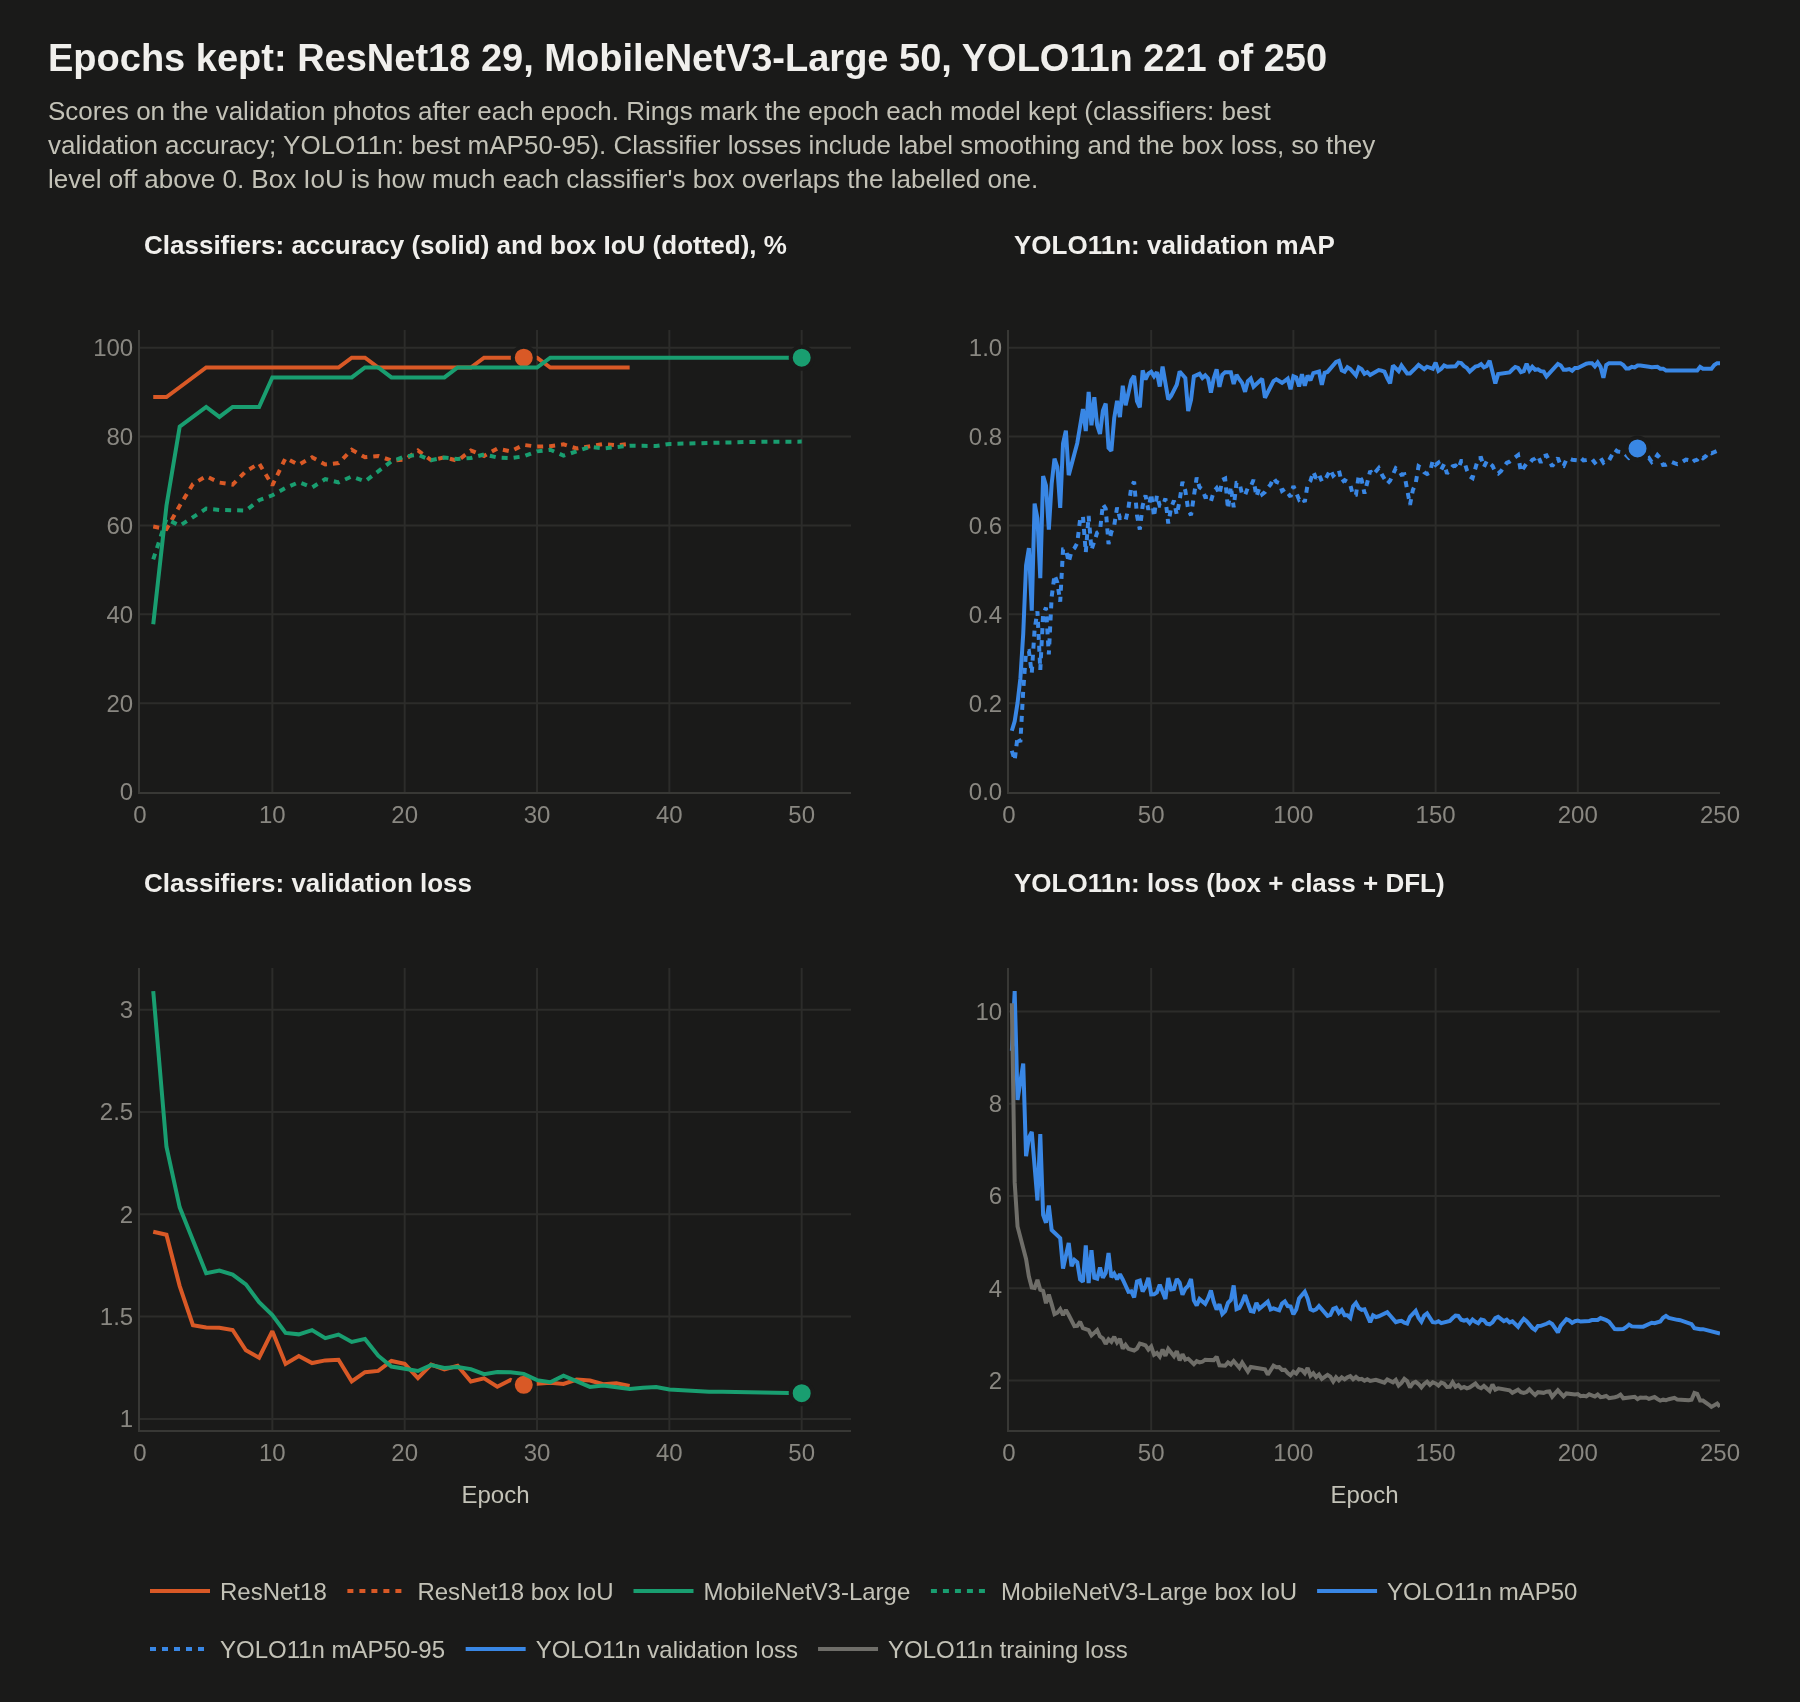 Epochs kept: ResNet18 29, MobileNetV3-Large 50, YOLO11n 221 of 250
Scores on the validation photos after each epoch. Rings mark the epoch each model kept (classifiers: best
validation accuracy; YOLO11n: best mAP50-95). Classifier losses include label smoothing and the box loss, so they
level off above 0. Box IoU is how much each classifier's box overlaps the labelled one.
Classifiers: accuracy (solid) and box IoU (dotted), %
100
80
60
40
20
0
0 10 20 30 40 50
YOLO11n: validation mAP
1.0
0.8
0.6
0.4
0.2
0.0
0 50 100 150 200 250
Classifiers: validation loss
3
2.5
2
1.5
1
0 10 20 30 40 50
Epoch
YOLO11n: loss (box + class + DFL)
10
8
6
4
2
0 50 100 150 200 250
Epoch
ResNet18 ResNet18 box IoU MobileNetV3-Large MobileNetV3-Large box IoU YOLO11n mAP50
YOLO11n mAP50-95 YOLO11n validation loss YOLO11n training loss